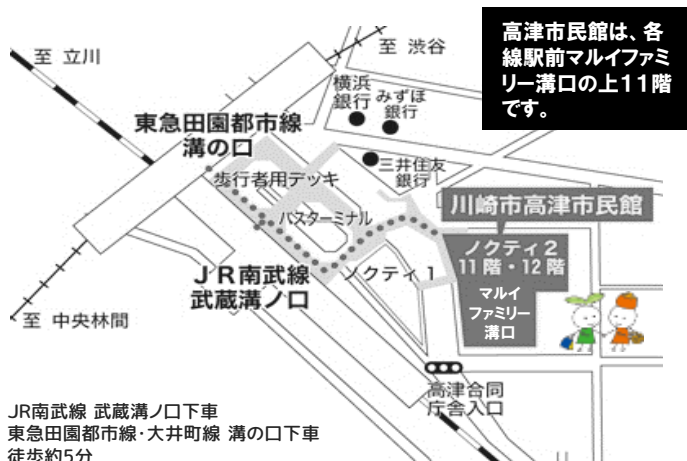 高津市民館は、各
線駅前マルイファミ
リー溝口の上11階
です。
至 立川
至 渋谷
横浜
銀行
みずほ
銀行
東急田園都市線
溝の口
三井住友
銀行
歩行者用デッキ
バスターミナル
川崎市高津市民館
ノクティ2
11階・12階
マルイ
ファミリー
溝口
JR南武線
武蔵溝ノ口
ノクティ1
至 中央林間
高津合同
庁舎入口
JR南武線 武蔵溝ノ口下車
東急田園都市線・大井町線 溝の口下車
徒歩約5分